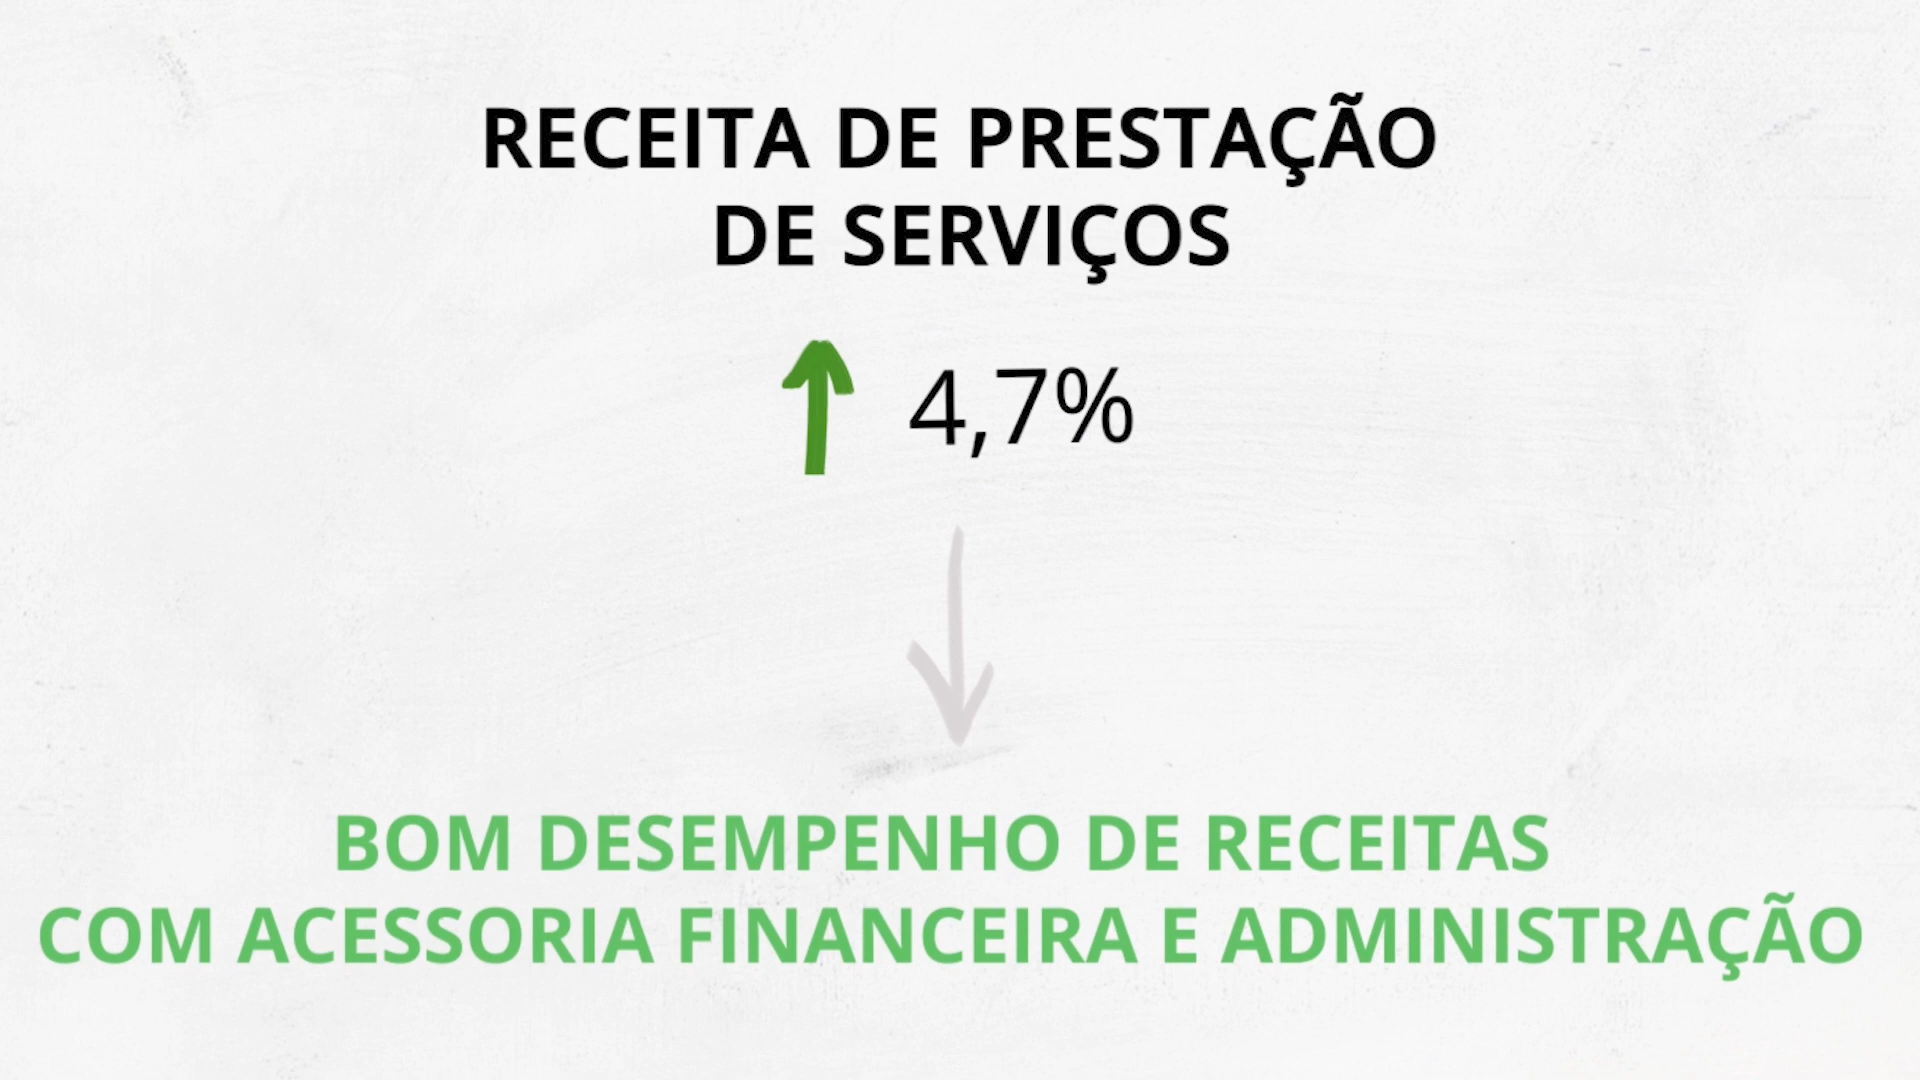 RECEITA DE PRESTAÇÃO
DE SERVIÇOS
4,7%
BOM DESEMPENHO DE RECEITAS
COM ACESSORIA FINANCEIRA E ADMINISTRAÇÃO